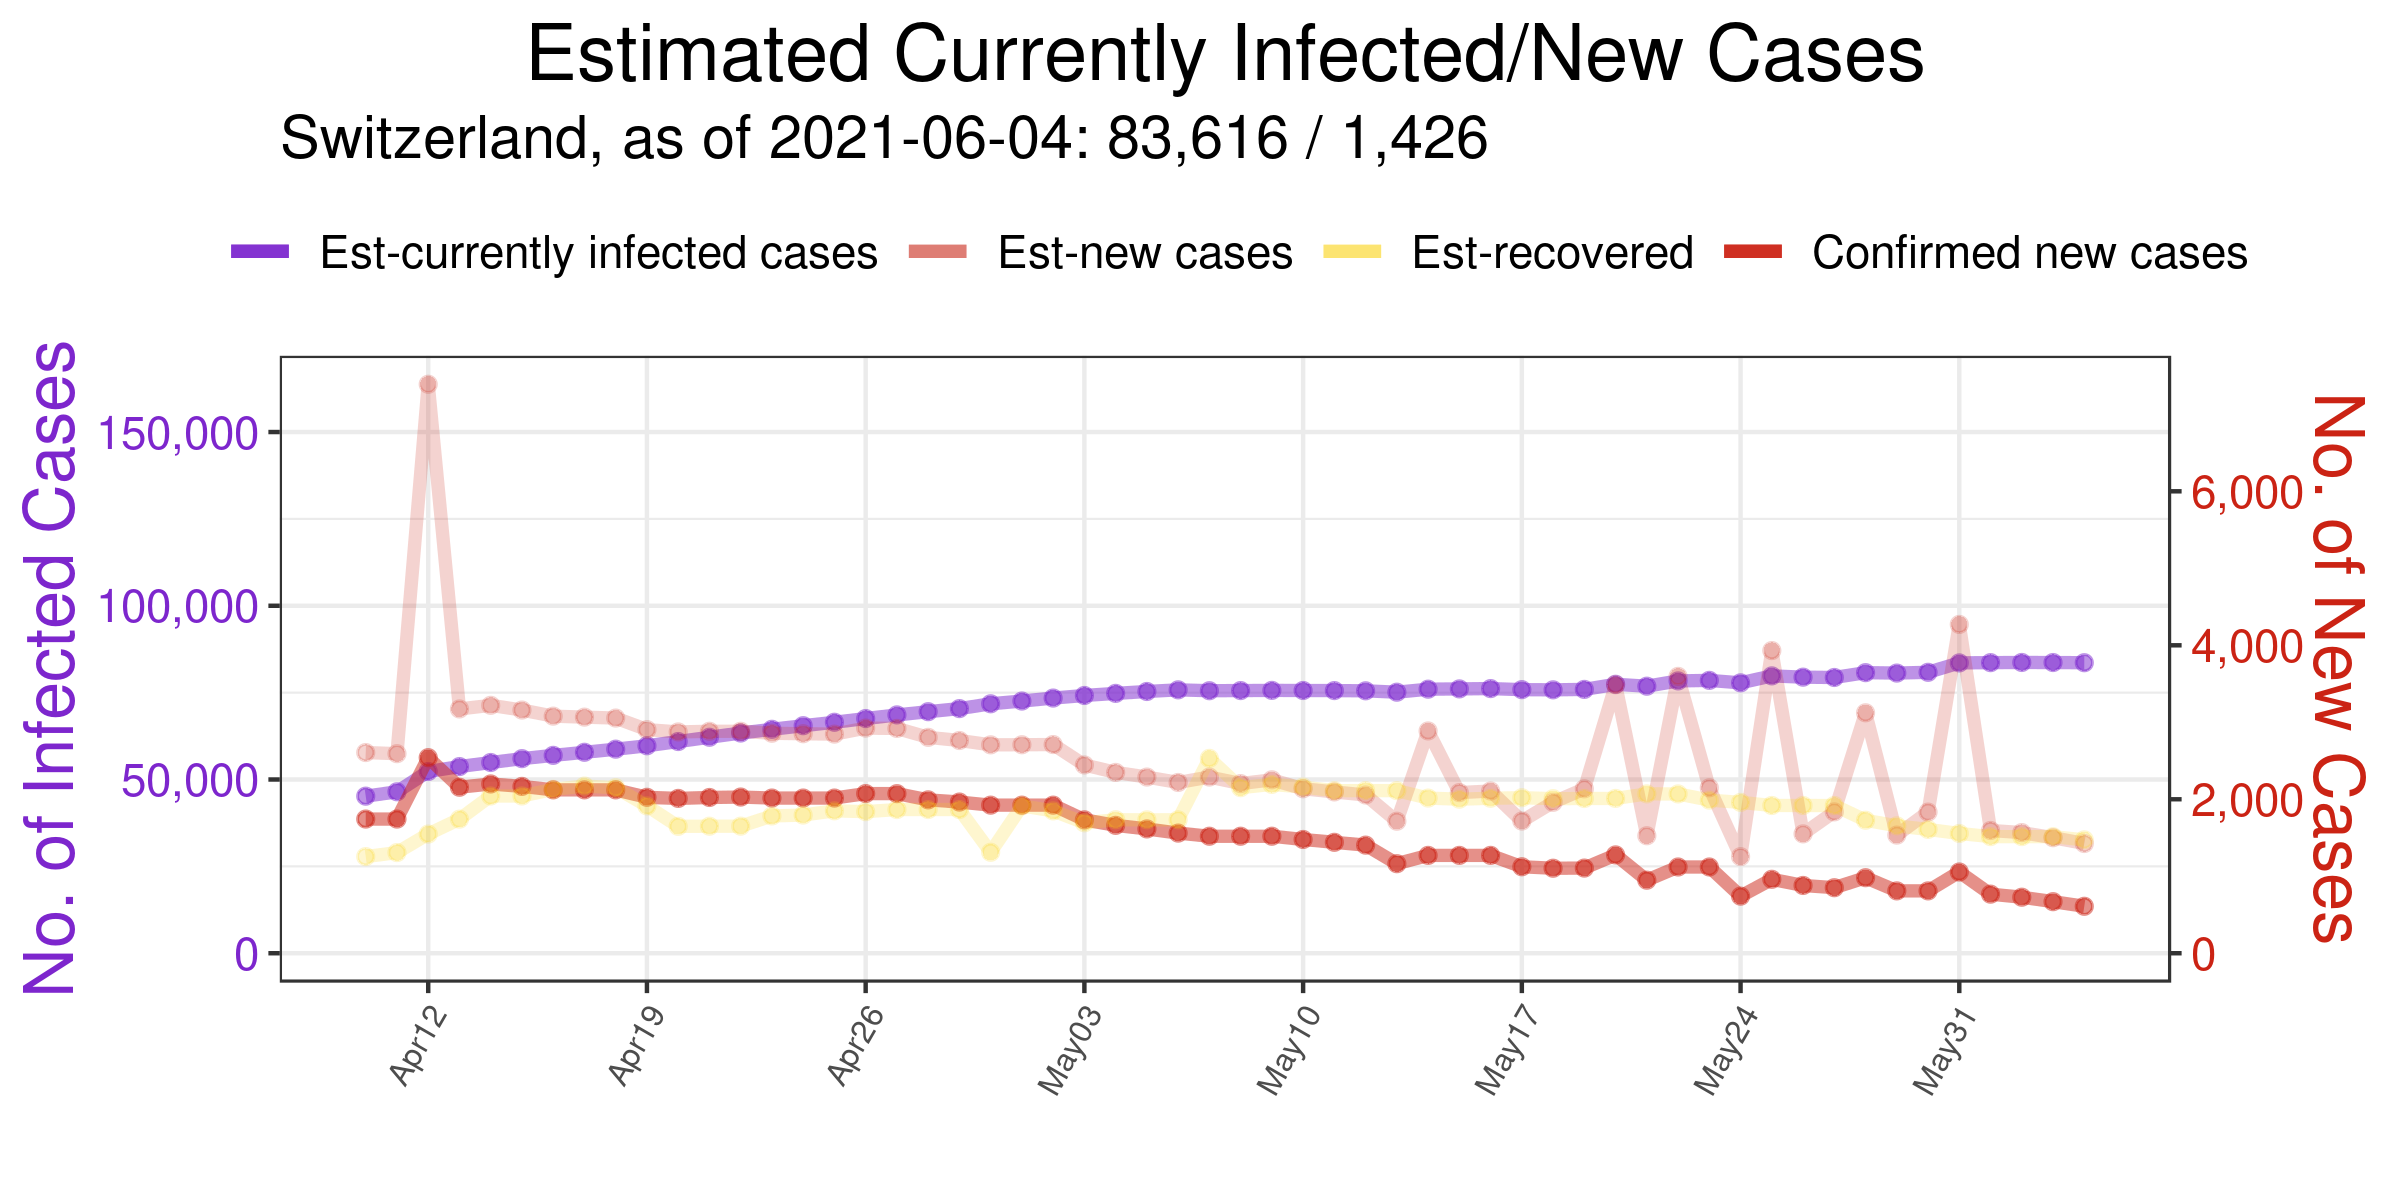 Estimated Currently Infected/New Cases
Switzerland, as of 2021-06-04: 83,616 / 1,426
Est-currently infected cases Est-new cases Est-recovered Confirmed new cases
No. of Infected Cases
150,000
100,000
50,000
0
6,000
4,000
2,000
0
No. of New Cases
Apr12 Apr19 Apr26 May03 May10 May17 May24 May31